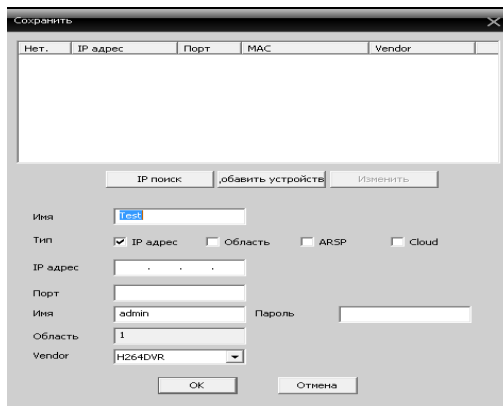 Сохранить
Нет. IP адрес Порт MAC Vendor
IP поиск ,обавить устройств Изменить
Имя Test
Тип IP адрес Область ARSP Cloud
IP адрес . . .
Порт
Имя admin Пароль
Область 1
Vendor H264DVR
OK Отмена